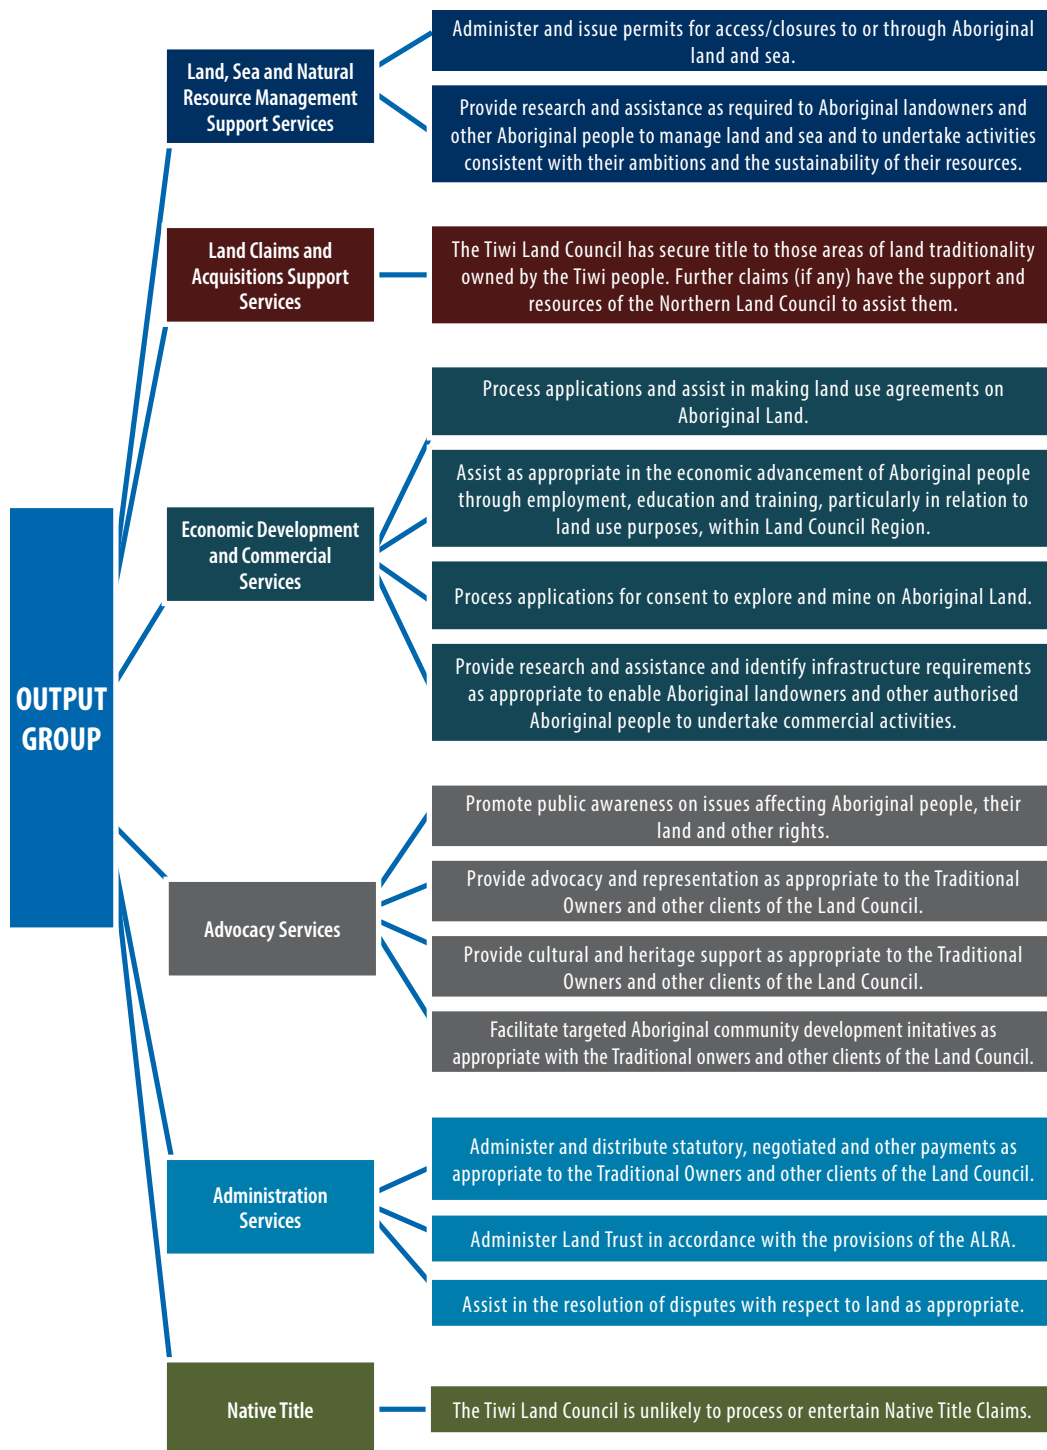 OUTPUT
GROUP
Land, Sea and Natural
Resource Management
Support Services
Administer and issue permits for access/closures to or through Aboriginal
land and sea.
Provide research and assistance as required to Aboriginal landowners and
other Aboriginal people to manage land and sea and to undertake activities
consistent with their ambitions and the sustainability of their resources.
Land Claims and
Acquisitions Support
Services
The Tiwi Land Council has secure title to those areas of land traditionality
owned by the Tiwi people. Further claims (if any) have the support and
resources of the Northern Land Council to assist them.
Economic Development
and Commercial
Services
Process applications and assist in making land use agreements on
Aboriginal Land.
Assist as appropriate in the economic advancement of Aboriginal people
through employment, education and training, particularly in relation to
land use purposes, within Land Council Region.
Process applications for consent to explore and mine on Aboriginal Land.
Provide research and assistance and identify infrastructure requirements
as appropriate to enable Aboriginal landowners and other authorised
Aboriginal people to undertake commercial activities.
Advocacy Services
Promote public awareness on issues affecting Aboriginal people, their
land and other rights.
Provide advocacy and representation as appropriate to the Traditional
Owners and other clients of the Land Council.
Provide cultural and heritage support as appropriate to the Traditional
Owners and other clients of the Land Council.
Facilitate targeted Aboriginal community development initatives as
appropriate with the Traditional onwers and other clients of the Land Council.
Administration
Services
Administer and distribute statutory, negotiated and other payments as
appropriate to the Traditional Owners and other clients of the Land Council.
Administer Land Trust in accordance with the provisions of the ALRA.
Assist in the resolution of disputes with respect to land as appropriate.
Native Title
The Tiwi Land Council is unlikely to process or entertain Native Title Claims.